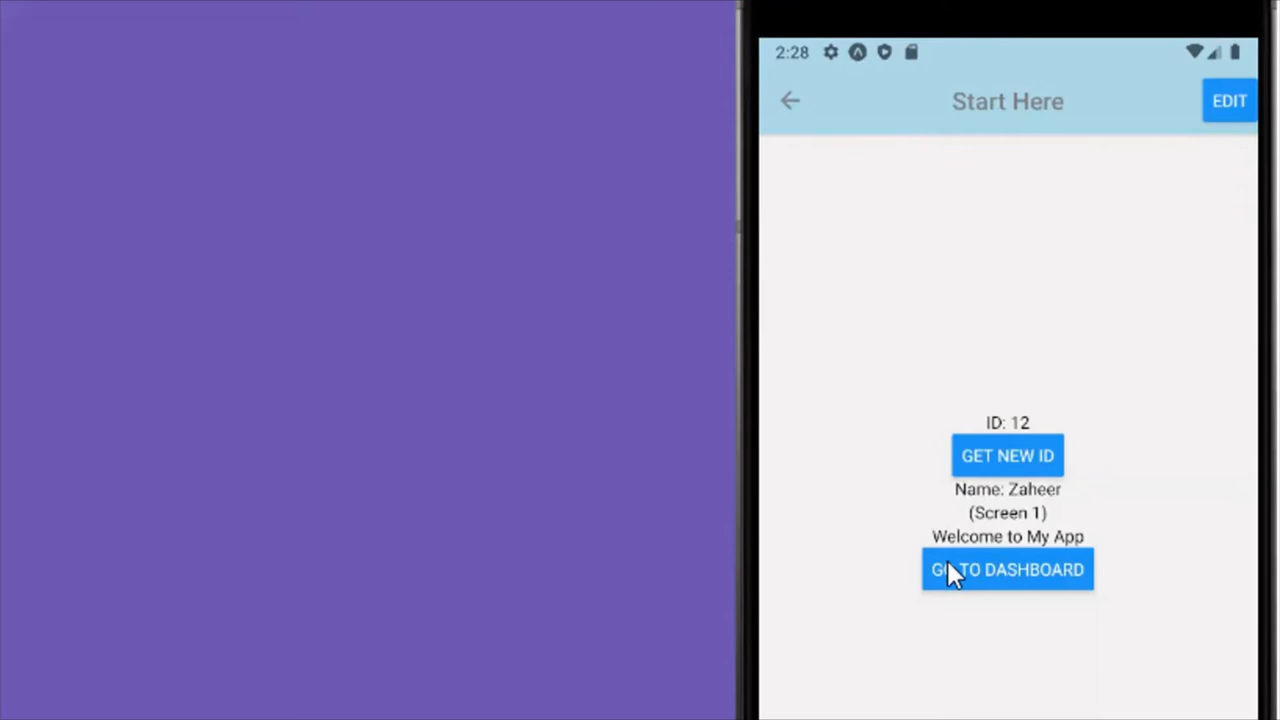 2:28
Start Here
EDIT
ID: 12
GET NEW ID
Name: Zaheer
(Screen 1)
Welcome to My App
GO TO DASHBOARD